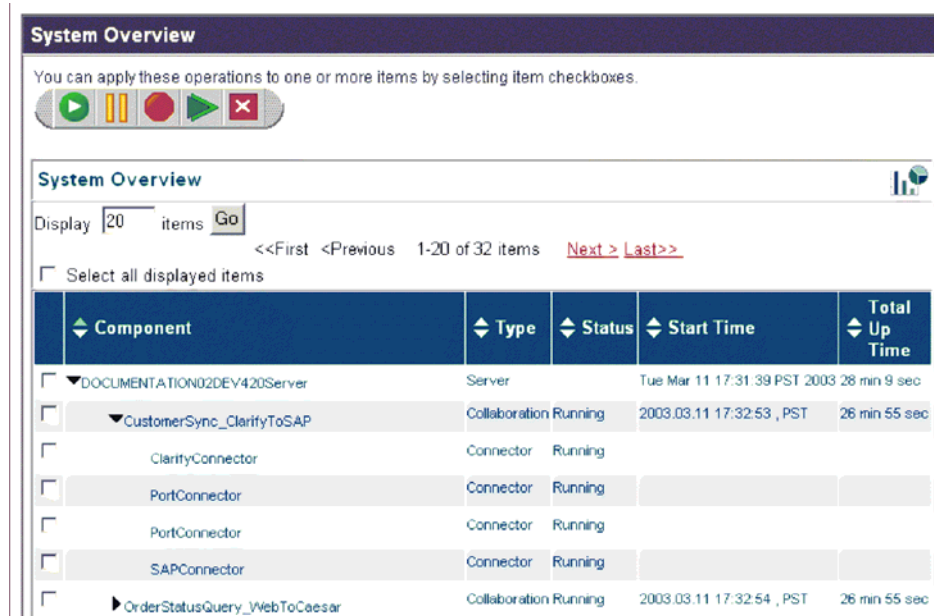 System Overview
You can apply these operations to one or more items by selecting item checkboxes.
System Overview
Display 20 items Go
<<First <Previous 1-20 of 32 items Next > Last>>
Select all displayed items
Component Type Status Start Time Total Up Time
DOCUMENTATION02DEV420Server Server Tue Mar 11 17:31:39 PST 2003 28 min 9 sec
CustomerSync_ClarifyToSAP Collaboration Running 2003.03.11 17:32:53 , PST 26 min 55 sec
ClarifyConnector Connector Running
PortConnector Connector Running
PortConnector Connector Running
SAPConnector Connector Running
OrderStatusQuery_WebToCaesar Collaboration Running 2003.03.11 17:32:54 , PST 26 min 55 sec